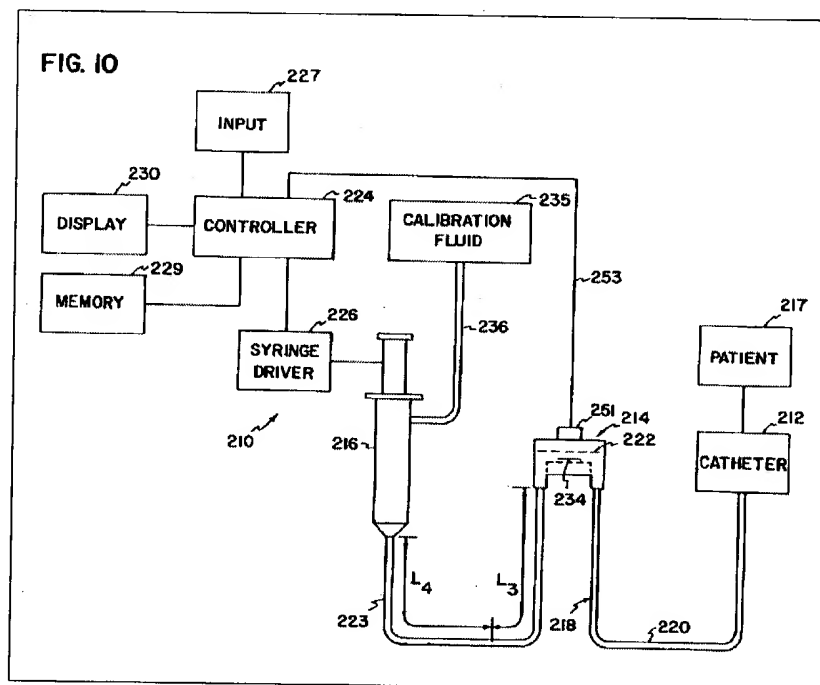 FIG. 10
227
INPUT
230
224
235
DISPLAY
CONTROLLER
CALIBRATION
FLUID
229
253
MEMORY
226
236
217
SYRINGE
DRIVER
PATIENT
251
214
212
210
216
222
CATHETER
234
L4
L3
223
218
220